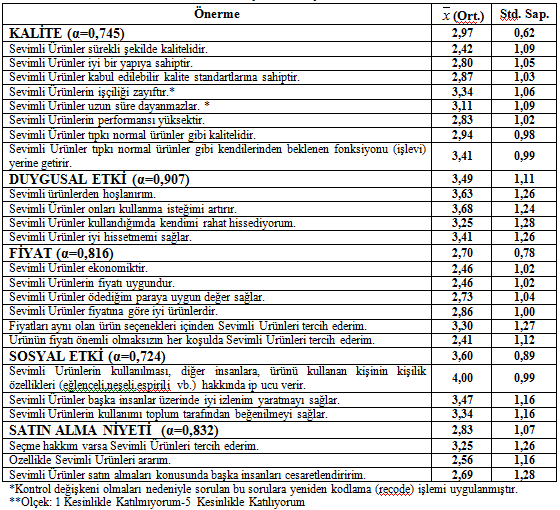 Önerme x̄ (Ort.) Std. Sap.
KALİTE (α=0,745) 2,97 0,62
Sevimli Ürünler sürekli şekilde kalitelidir. 2,42 1,09
Sevimli Ürünler iyi bir yapıya sahiptir. 2,80 1,05
Sevimli Ürünler kabul edilebilir kalite standartlarına sahiptir. 2,87 1,03
Sevimli Ürünlerin işçiliği zayıftır.* 3,34 1,06
Sevimli Ürünler uzun süre dayanmazlar. * 3,11 1,09
Sevimli Ürünlerin performansı yüksektir. 2,83 1,02
Sevimli Ürünler tıpkı normal ürünler gibi kalitelidir. 2,94 0,98
Sevimli Ürünler tıpkı normal ürünler gibi kendilerinden beklenen fonksiyonu (işlevi) yerine getirir. 3,41 0,99
DUYGUSAL ETKİ (α=0,907) 3,49 1,11
Sevimli ürünlerden hoşlanırım. 3,63 1,26
Sevimli Ürünler onları kullanma isteğimi artırır. 3,68 1,24
Sevimli Ürünler kullandığımda kendimi rahat hissediyorum. 3,25 1,28
Sevimli Ürünler iyi hissetmemi sağlar. 3,41 1,26
FİYAT (α=0,816) 2,70 0,78
Sevimli Ürünler ekonomiktir. 2,46 1,02
Sevimli Ürünlerin fiyatı uygundur. 2,46 1,02
Sevimli Ürünler ödediğim paraya uygun değer sağlar. 2,73 1,04
Sevimli Ürünler fiyatına göre iyi ürünlerdir. 2,86 1,00
Fiyatları aynı olan ürün seçenekleri içinden Sevimli Ürünleri tercih ederim. 3,30 1,27
Ürünün fiyatı önemli olmaksızın her koşulda Sevimli Ürünleri tercih ederim. 2,41 1,12
SOSYAL ETKİ (α=0,724) 3,60 0,89
Sevimli Ürünlerin kullanılması, diğer insanlara, ürünü kullanan kişinin kişilik özellikleri (eğlenceli,neşeli,espirili vb.) hakkında ip ucu verir. 4,00 0,99
Sevimli Ürünler başka insanlar üzerinde iyi izlenim yaratmayı sağlar. 3,47 1,16
Sevimli Ürünlerin kullanımı toplum tarafından beğenilmeyi sağlar. 3,34 1,16
SATIN ALMA NİYETİ (α=0,832) 2,83 1,07
Seçme hakkım varsa Sevimli Ürünleri tercih ederim. 3,25 1,26
Özellikle Sevimli Ürünleri ararım. 2,56 1,16
Sevimli Ürünler satın almaları konusunda başka insanları cesaretlendiririm. 2,69 1,28
*Kontrol değişkeni olmaları nedeniyle sorulan bu sorulara yeniden kodlama (recode) işlemi uygulanmıştır.
**Ölçek: 1 Kesinlikle Katılmıyorum-5 Kesinlikle Katılıyorum